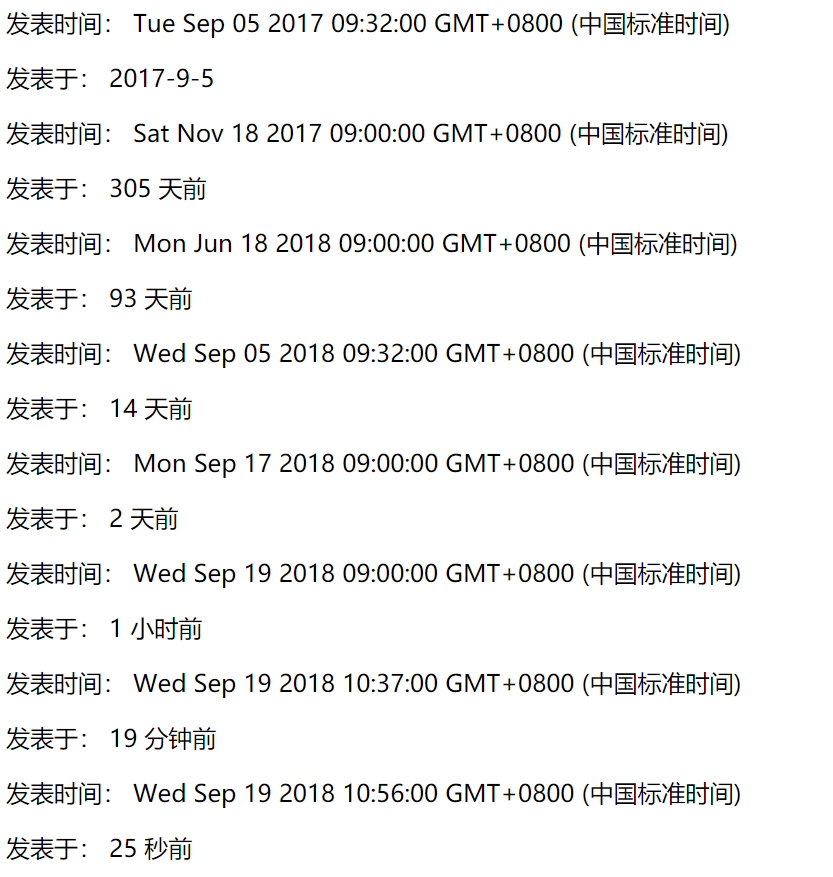 发表时间： Tue Sep 05 2017 09:32:00 GMT+0800 (中国标准时间)
发表于： 2017-9-5
发表时间： Sat Nov 18 2017 09:00:00 GMT+0800 (中国标准时间)
发表于： 305 天前
发表时间： Mon Jun 18 2018 09:00:00 GMT+0800 (中国标准时间)
发表于： 93 天前
发表时间： Wed Sep 05 2018 09:32:00 GMT+0800 (中国标准时间)
发表于： 14 天前
发表时间： Mon Sep 17 2018 09:00:00 GMT+0800 (中国标准时间)
发表于： 2 天前
发表时间： Wed Sep 19 2018 09:00:00 GMT+0800 (中国标准时间)
发表于： 1 小时前
发表时间： Wed Sep 19 2018 10:37:00 GMT+0800 (中国标准时间)
发表于： 19 分钟前
发表时间： Wed Sep 19 2018 10:56:00 GMT+0800 (中国标准时间)
发表于： 25 秒前